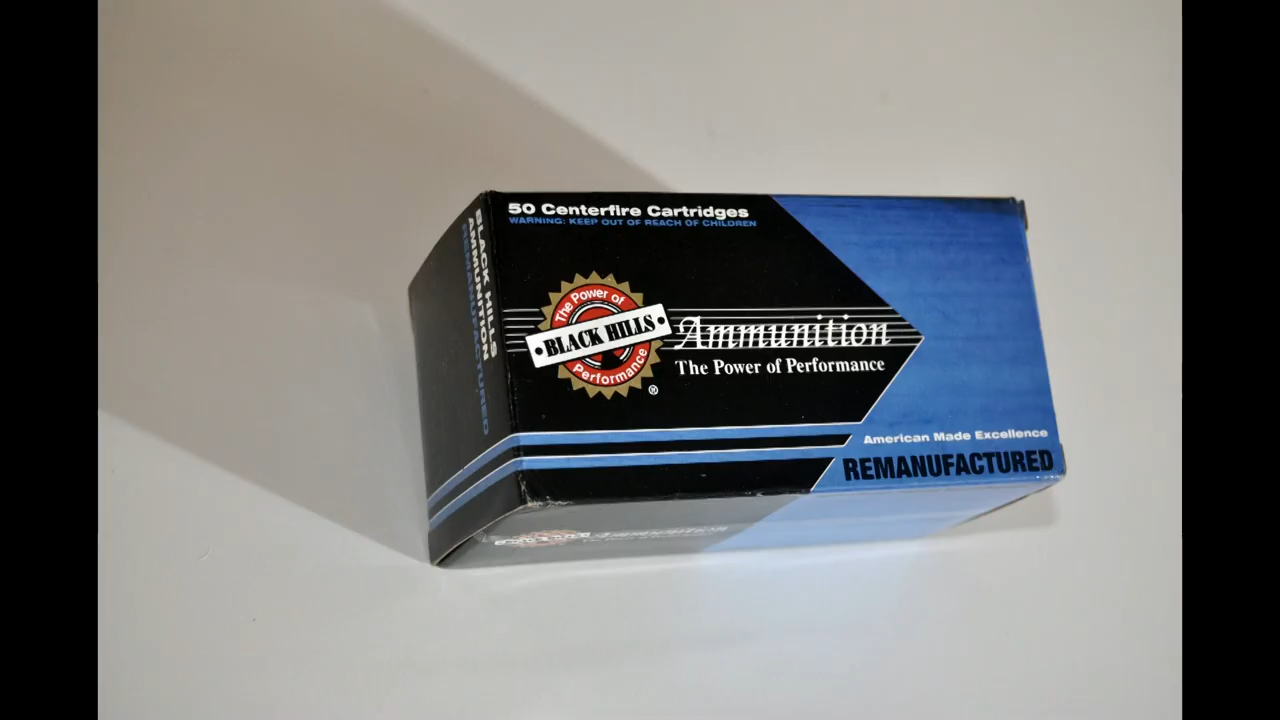 50 Centerfire Cartridges
WARNING: KEEP OUT OF REACH OF CHILDREN
BLACK HILLS
AMMUNITION
REMANUFACTURED
The Power of
BLACK HILLS
Performance
®
Ammunition
The Power of Performance
American Made Excellence
REMANUFACTURED
Ammunition